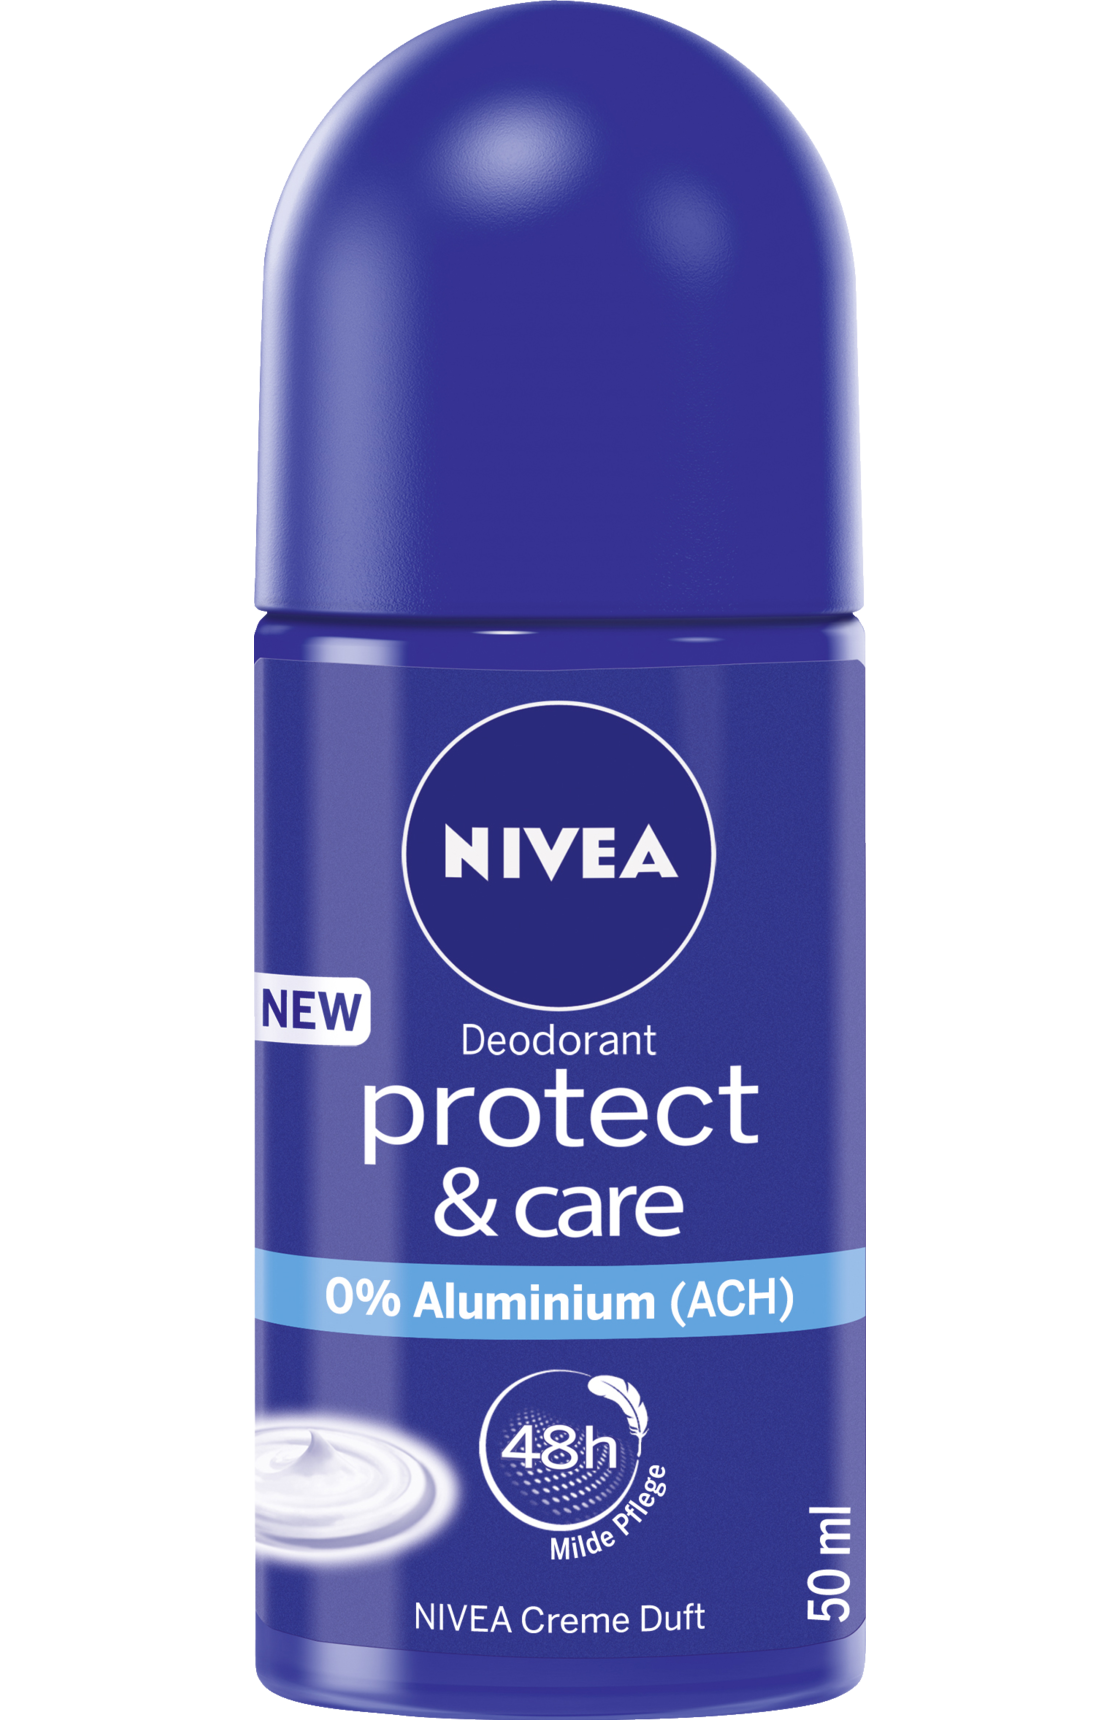 NIVEA
NEW
Deodorant
protect
& care
0% Aluminium (ACH)
48h
Milde Pflege
50 ml
NIVEA Creme Duft